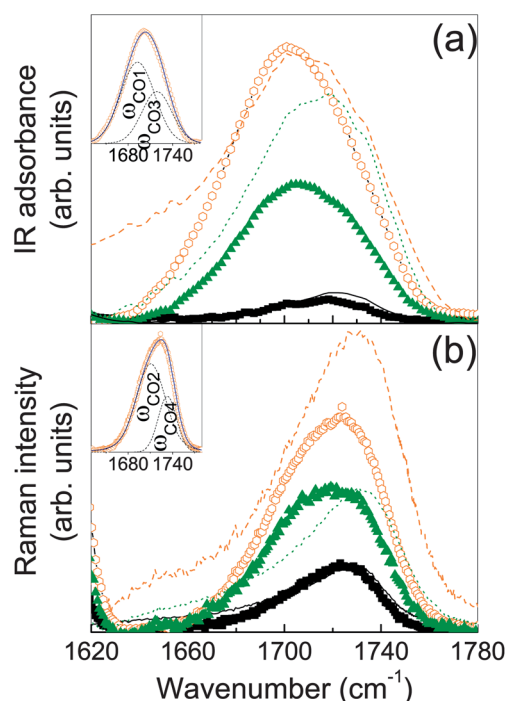 (a)
IR adsorbance
(arb. units)
ωCO1
ωCO3
1680 1740
(b)
Raman intensity
(arb. units)
ωCO2
ωCO4
1680 1740
1620 1660 1700 1740 1780
Wavenumber (cm-1)